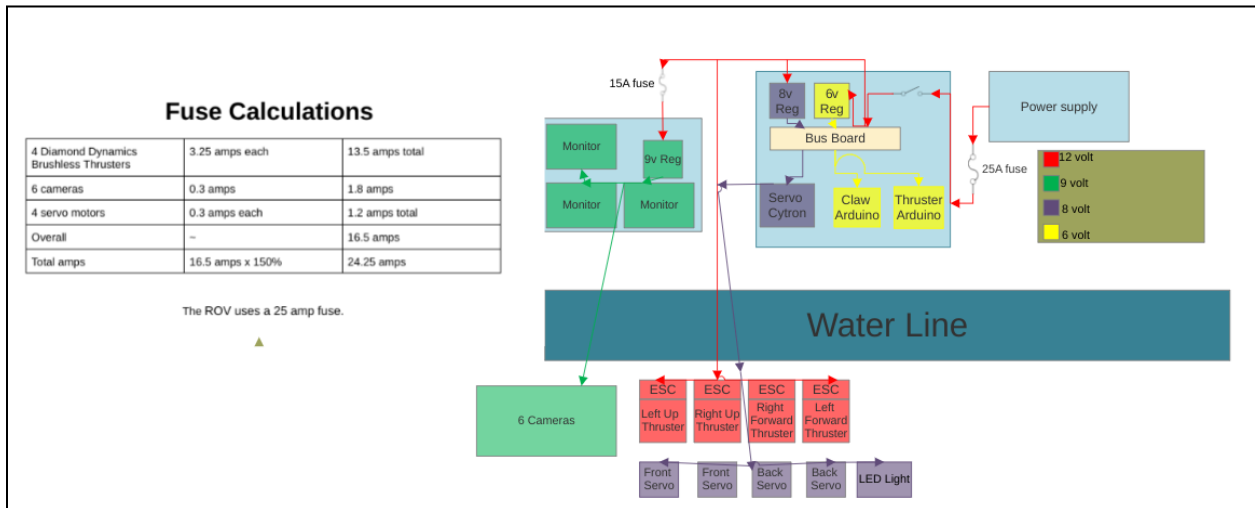 Fuse Calculations
4 Diamond Dynamics
Brushless Thrusters
3.25 amps each
13.5 amps total
6 cameras
0.3 amps
1.8 amps
4 servo motors
0.3 amps each
1.2 amps total
Overall
~
16.5 amps
Total amps
16.5 amps x 150%
24.25 amps
The ROV uses a 25 amp fuse.
15A fuse
Monitor
9v Reg
Monitor
Monitor
8v
Reg
6v
Reg
Bus Board
Servo
Cytron
Claw
Arduino
Thruster
Arduino
25A fuse
Power supply
12 volt
9 volt
8 volt
6 volt
Water Line
6 Cameras
ESC
Left Up
Thruster
ESC
Right Up
Thruster
ESC
Right
Forward
Thruster
ESC
Left
Forward
Thruster
Front
Servo
Front
Servo
Back
Servo
Back
Servo
LED Light